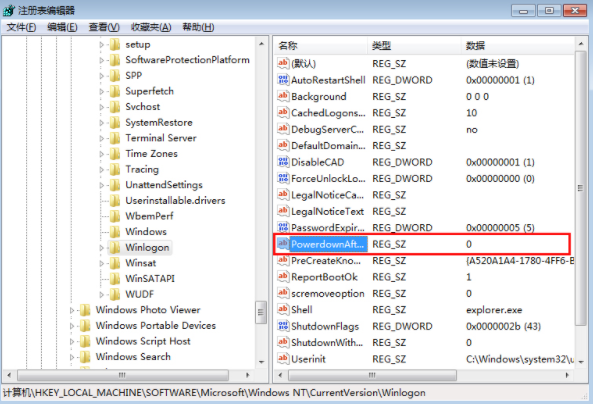 注册表编辑器
文件(F) 编辑(E) 查看(V) 收藏夹(A) 帮助(H)
setup
SoftwareProtectionPlatform
SPP
Superfetch
Svchost
SystemRestore
Terminal Server
Time Zones
Tracing
UnattendSettings
Userinstallable.drivers
WbemPerf
Windows
Winlogon
Winsat
WinSATAPI
WUDF
Windows Photo Viewer
Windows Portable Devices
Windows Script Host
Windows Search
名称 类型 数据
(默认) REG_SZ (数值未设置)
AutoRestartShell REG_DWORD 0x00000001 (1)
Background REG_SZ 0 0 0
CachedLogons... REG_SZ 10
DebugServerC... REG_SZ no
DefaultDomain... REG_SZ
DisableCAD REG_DWORD 0x00000001 (1)
ForceUnlockLo... REG_DWORD 0x00000000 (0)
LegalNoticeCa... REG_SZ
LegalNoticeText REG_SZ
PasswordExpir... REG_DWORD 0x00000005 (5)
PowerdownAft... REG_SZ 0
PreCreateKno... REG_SZ {A520A1A4-1780-4FF6-B
ReportBootOk REG_SZ 1
scremoveoption REG_SZ 0
Shell REG_SZ explorer.exe
ShutdownFlags REG_DWORD 0x0000002b (43)
ShutdownWith... REG_SZ 0
Userinit REG_SZ C:\Windows\system32\u
计算机\HKEY_LOCAL_MACHINE\SOFTWARE\Microsoft\Windows NT\CurrentVersion\Winlogon